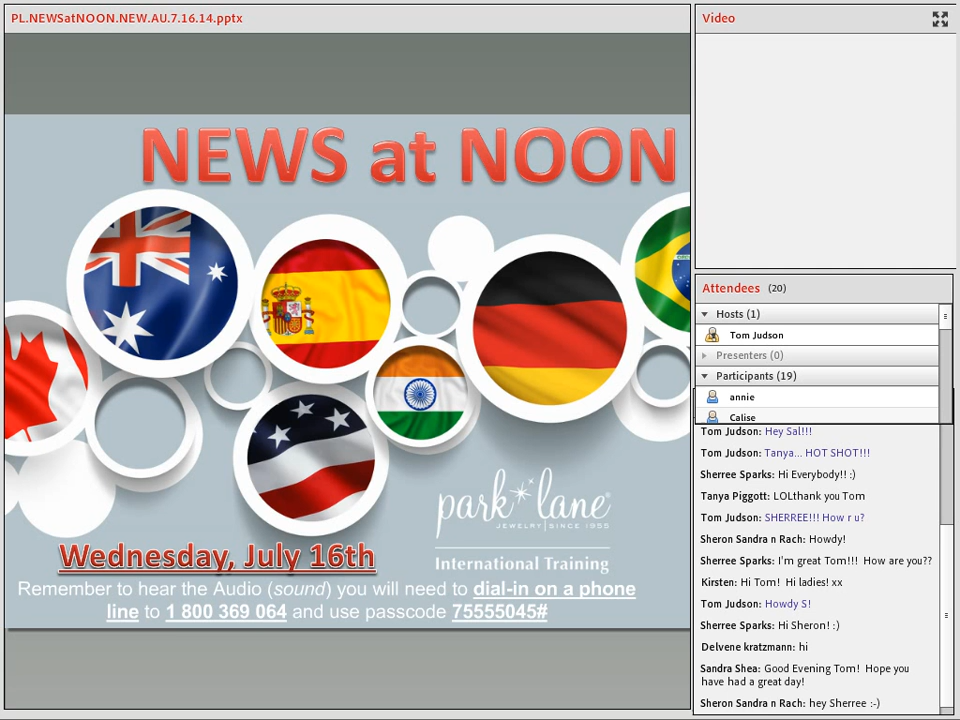 PL.NEWSatNOON.NEW.AU.7.16.14.pptx
NEWS at NOON
park lane
JEWELRY | SINCE 1955
International Training
Wednesday, July 16th
Remember to hear the Audio (sound) you will need to dial-in on a phone
line to 1 800 369 064 and use passcode 75555045#
Video
Attendees (20)
Hosts (1)
Tom Judson
Presenters (0)
Participants (19)
annie
Calise
Tom Judson: Hey Sal!!!
Tom Judson: Tanya... HOT SHOT!!!
Sherree Sparks: Hi Everybody!! :)
Tanya Piggott: LOLthank you Tom
Tom Judson: SHERREE!!! How r u?
Sheron Sandra n Rach: Howdy!
Sherree Sparks: I'm great Tom!!! How are you??
Kirsten: Hi Tom! Hi ladies! xx
Tom Judson: Howdy S!
Sherree Sparks: Hi Sheron! :)
Delvene kratzmann: hi
Sandra Shea: Good Evening Tom! Hope you
have had a great day!
Sheron Sandra n Rach: hey Sherree :-)